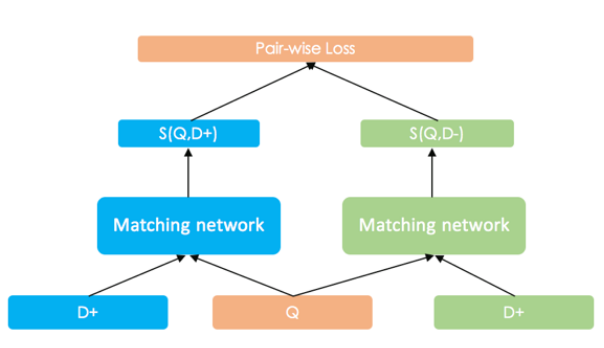 Pair-wise Loss
S(Q,D+)
S(Q,D-)
Matching network
Matching network
D+
Q
D+